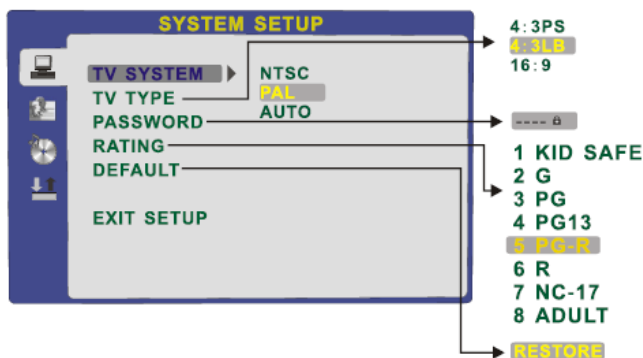 SYSTEM SETUP
TV SYSTEM
NTSC
TV TYPE
PAL
PASSWORD
AUTO
RATING
DEFAULT
EXIT SETUP
4:3PS
4:3LB
16:9
----
1 KID SAFE
2 G
3 PG
4 PG13
5 PG-R
6 R
7 NC-17
8 ADULT
RESTORE